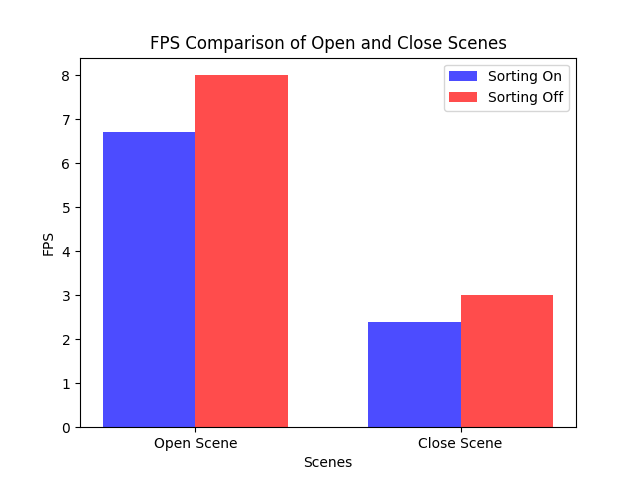 FPS Comparison of Open and Close Scenes
Sorting On
Sorting Off
8
7
6
5
4
3
2
1
0
FPS
Open Scene
Close Scene
Scenes